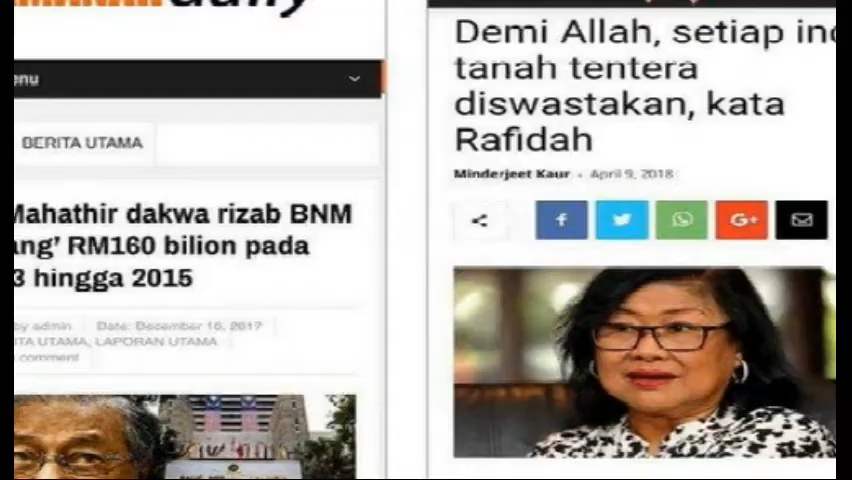 daily
enu
BERITA UTAMA
Mahathir dakwa rizab BNM
ang' RM160 bilion pada
3 hingga 2015
by admin Date: December 16, 2017
ITA UTAMA, LAPORAN UTAMA
comment
Demi Allah, setiap inc
tanah tentera
diswastakan, kata
Rafidah
Minderjeet Kaur - April 9, 2018
f
G+